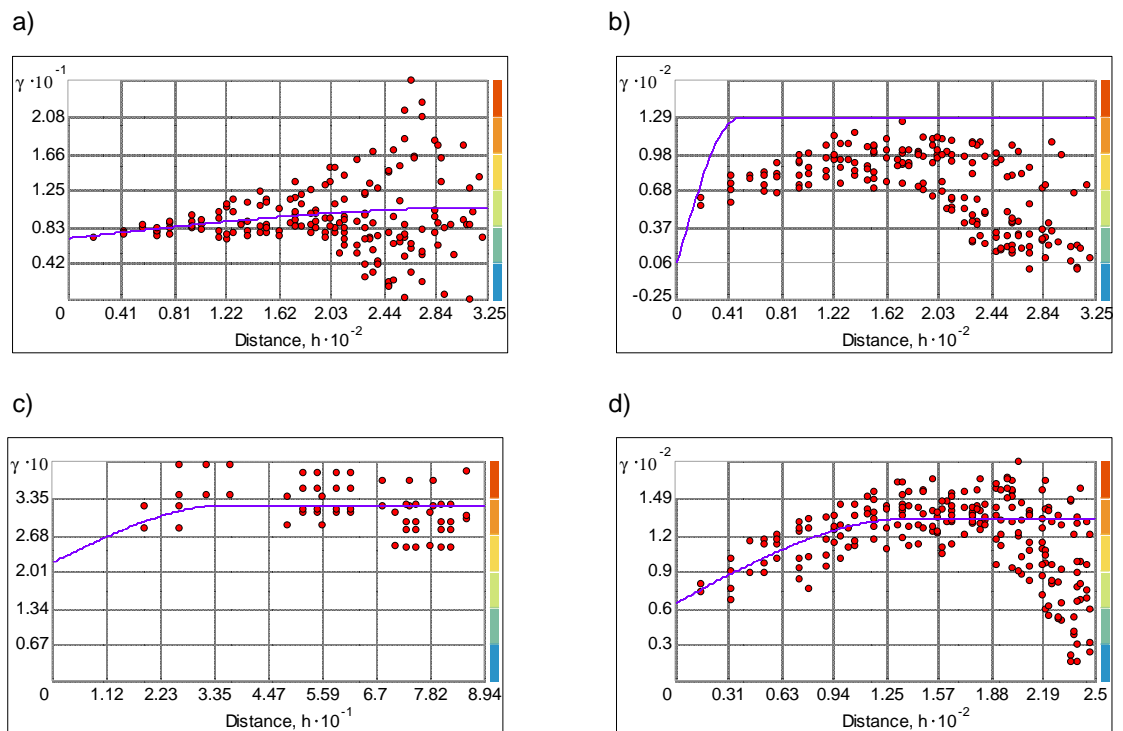 a)
γ·10⁻¹
2.08
1.66
1.25
0.83
0.42
0 0.41 0.81 1.22 1.62 2.03 2.44 2.84 3.25
Distance, h·10⁻²
b)
γ·10⁻²
1.29
0.98
0.68
0.37
0.06
-0.25
0 0.41 0.81 1.22 1.62 2.03 2.44 2.84 3.25
Distance, h·10⁻²
c)
γ·10
3.35
2.68
2.01
1.34
0.67
0 1.12 2.23 3.35 4.47 5.59 6.7 7.82 8.94
Distance, h·10⁻¹
d)
γ·10⁻²
1.49
1.2
0.9
0.6
0.3
0 0.31 0.63 0.94 1.25 1.57 1.88 2.19 2.5
Distance, h·10⁻²